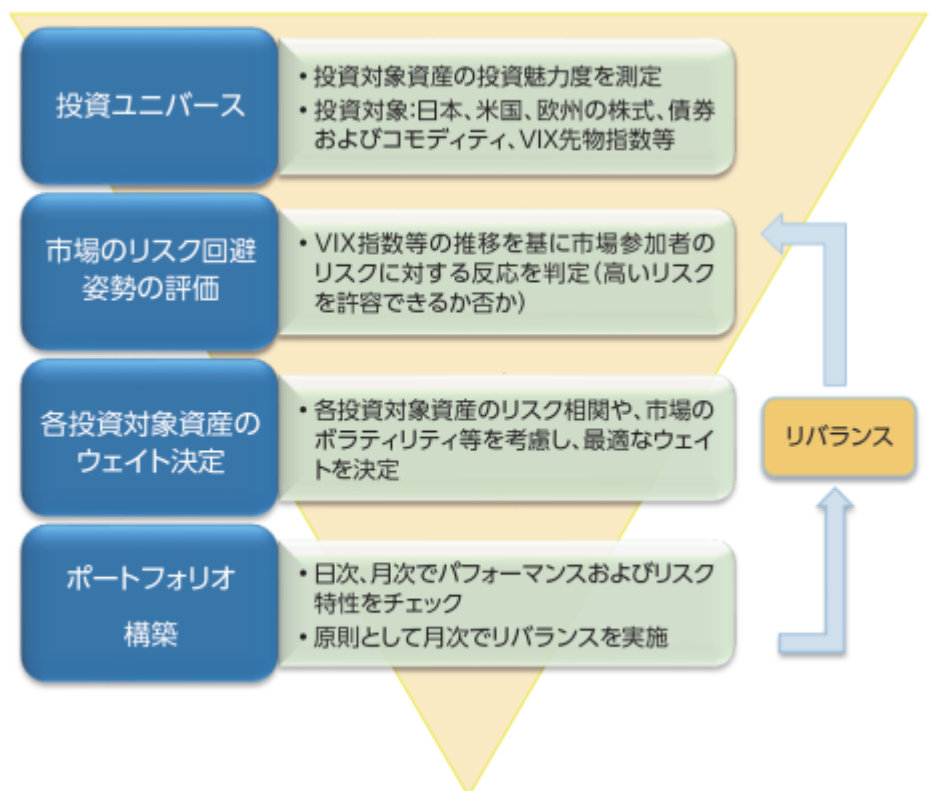 投資ユニバース
• 投資対象資産の投資魅力度を測定
• 投資対象:日本、米国、欧州の株式、債券
およびコモディティ、VIX先物指数等
市場のリスク回避
姿勢の評価
• VIX指数等の推移を基に市場参加者の
リスクに対する反応を判定(高いリスク
を許容できるか否か)
各投資対象資産の
ウェイト決定
• 各投資対象資産のリスク相関や、市場の
ボラティリティ等を考慮し、最適なウェイ
トを決定
リバランス
ポートフォリオ
構築
• 日次、月次でパフォーマンスおよびリスク
特性をチェック
• 原則として月次でリバランスを実施